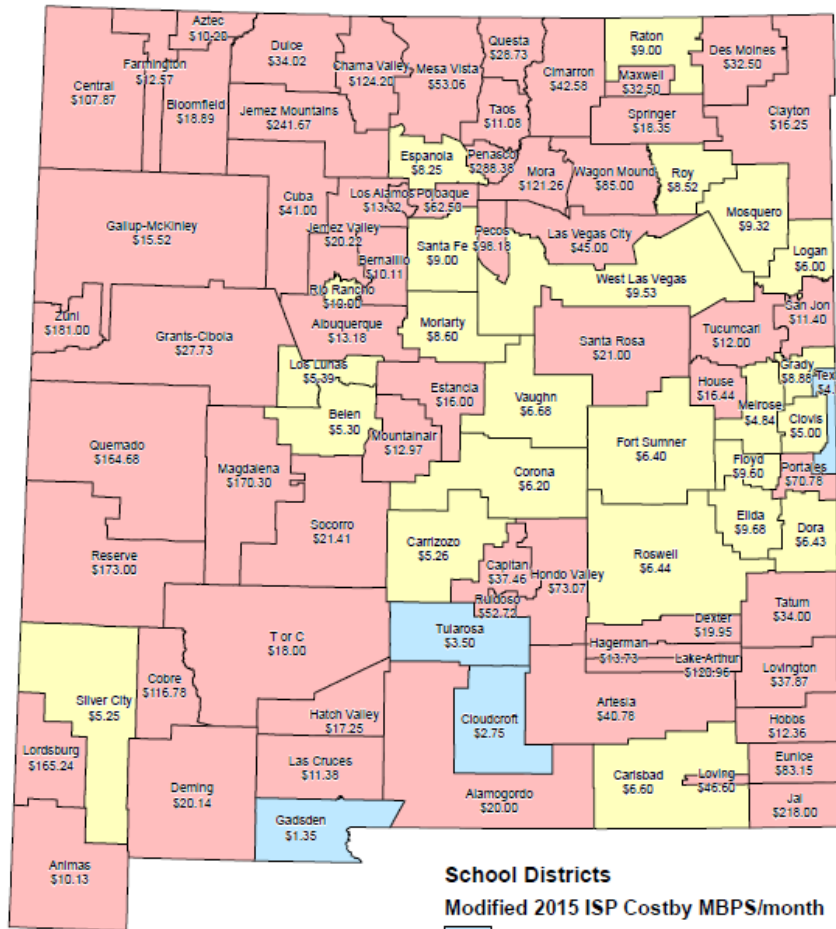 Aztec
$10.20
Farmington
$12.57
Central
$107.87
Bloomfield
$18.89
Dulce
$34.02
Chama Valley
$124.20
Mesa Vista
$53.06
Questa
$28.73
Cimarron
$42.58
Raton
$9.00
Maxwell
$32.50
Des Moines
$32.50
Clayton
$16.25
Jemez Mountains
$241.67
Taos
$11.08
Springer
$18.35
Espanola
$8.25
Penasco
$288.38
Mora
$121.26
Wagon Mound
$85.00
Roy
$8.52
Mosquero
$9.32
Cuba
$41.00
Los Alamos
$13.32
Pojoaque
$62.50
Gallup-McKinley
$15.52
Jemez Valley
$20.22
Bernalillo
$10.11
Santa Fe
$9.00
Pecos
$98.18
Las Vegas City
$45.00
Logan
$6.00
West Las Vegas
$9.53
Rio Rancho
$10.00
San Jon
$11.40
Zuni
$181.00
Grants-Cibola
$27.73
Albuquerque
$13.18
Moriarty
$8.60
Santa Rosa
$21.00
Tucumcari
$12.00
Los Lunas
$5.39
Estancia
$16.00
House
$16.44
Grady
$8.88
Tex
$4.
Belen
$5.30
Vaughn
$6.68
Melrose
$4.84
Clovis
$5.00
Quemado
$164.68
Mountainair
$12.97
Fort Sumner
$6.40
Magdalena
$170.30
Corona
$6.20
Floyd
$9.60
Portales
$70.78
Socorro
$21.41
Elida
$9.68
Dora
$6.43
Reserve
$173.00
Carrizozo
$5.26
Capitan
$37.46
Hondo Valley
$73.07
Roswell
$6.44
Ruidoso
$52.72
Tatum
$34.00
T or C
$18.00
Tularosa
$3.50
Dexter
$19.95
Hagerman
$13.73
Lake Arthur
$120.96
Lovington
$37.87
Cobre
$116.78
Silver City
$5.25
Artesia
$40.78
Hatch Valley
$17.25
Cloudcroft
$2.75
Hobbs
$12.36
Lordsburg
$165.24
Las Cruces
$11.38
Eunice
$83.15
Deming
$20.14
Alamogordo
$20.00
Carlsbad
$6.60
Loving
$46.60
Jal
$218.00
Gadsden
$1.35
Animas
$10.13
School Districts
Modified 2015 ISP Costby MBPS/month